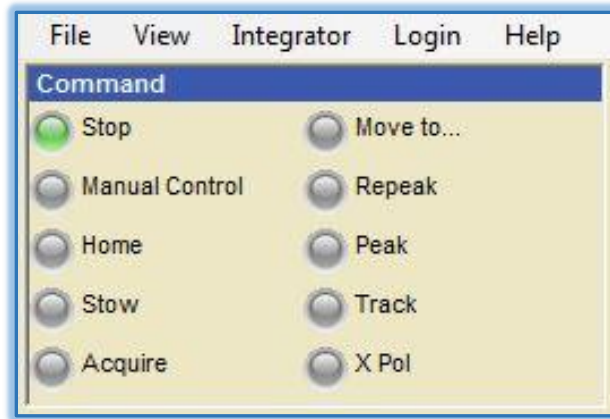 File View Integrator Login Help
Command
Stop Move to...
Manual Control Repeak
Home Peak
Stow Track
Acquire X Pol